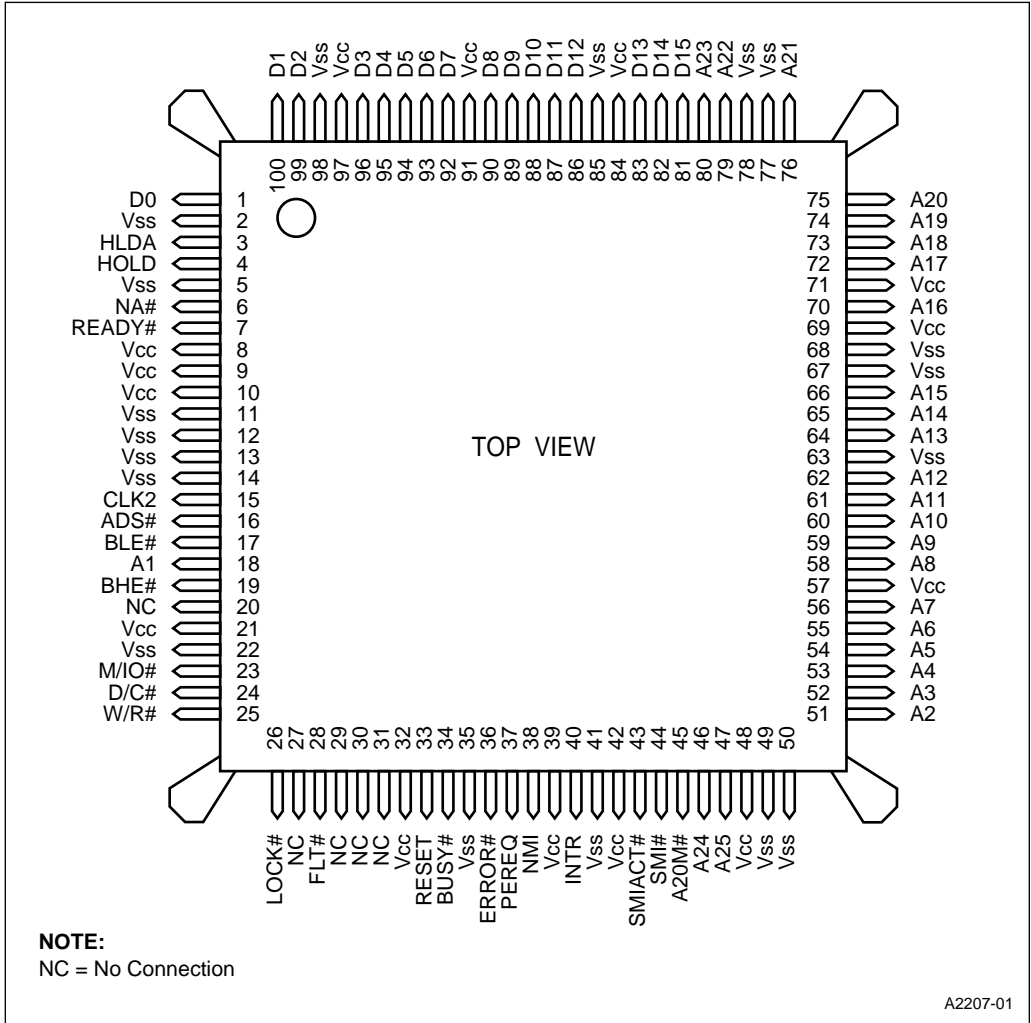 D1 D2 Vss Vcc D3 D4 D5 D6 D7 Vcc D8 D9 D10 D11 D12 Vss Vcc D13 D14 D15 A23 A22 Vss Vss A21
100 99 98 97 96 95 94 93 92 91 90 89 88 87 86 85 84 83 82 81 80 79 78 77 76
D0 1 75 A20
Vss 2 74 A19
HLDA 3 73 A18
HOLD 4 72 A17
Vss 5 71 Vcc
NA# 6 70 A16
READY# 7 69 Vcc
Vcc 8 68 Vss
Vcc 9 67 Vss
Vcc 10 66 A15
Vss 11 65 A14
Vss 12 64 A13
Vss 13 63 Vss
Vss 14 62 A12
CLK2 15 61 A11
ADS# 16 60 A10
BLE# 17 59 A9
A1 18 58 A8
BHE# 19 57 Vcc
NC 20 56 A7
Vcc 21 55 A6
Vss 22 54 A5
M/IO# 23 53 A4
D/C# 24 52 A3
W/R# 25 51 A2
TOP VIEW
26 27 28 29 30 31 32 33 34 35 36 37 38 39 40 41 42 43 44 45 46 47 48 49 50
LOCK# NC FLT# NC NC NC Vcc RESET BUSY# Vss ERROR# PEREQ NMI Vcc INTR Vss Vcc SMIACT# SMI# A20M# A24 A25 Vcc Vss Vss
NOTE:
NC = No Connection
A2207-01